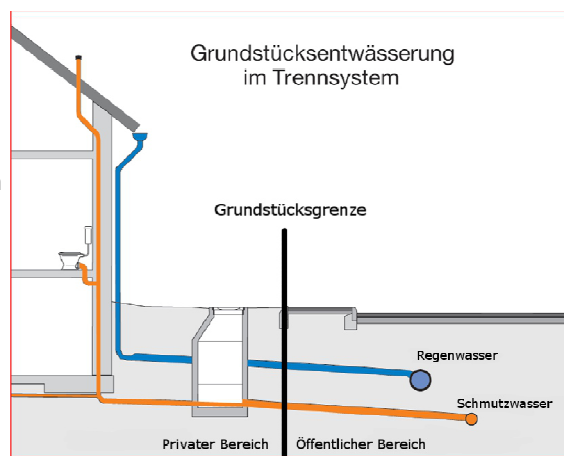 Grundstücksentwässerung
im Trennsystem
Grundstücksgrenze
Regenwasser
Schmutzwasser
Privater Bereich
Öffentlicher Bereich